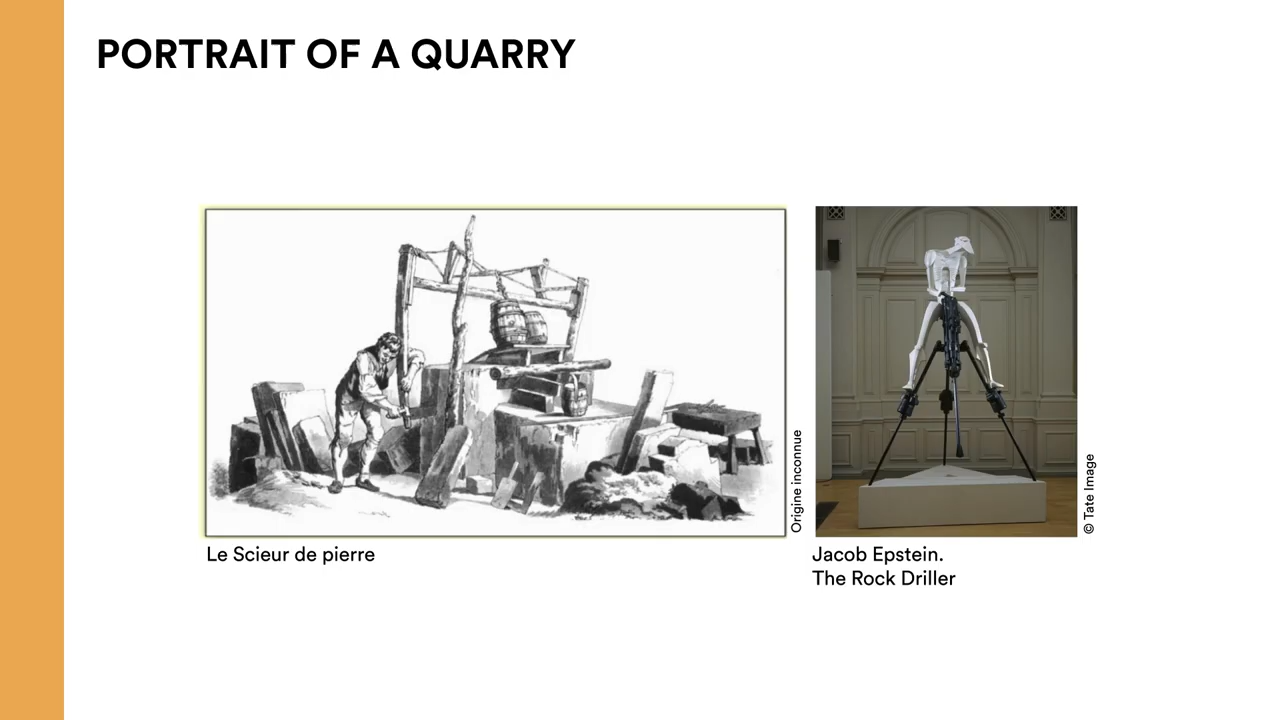 PORTRAIT OF A QUARRY
Origine inconnue
Le Scieur de pierre
© Tate Image
Jacob Epstein.
The Rock Driller